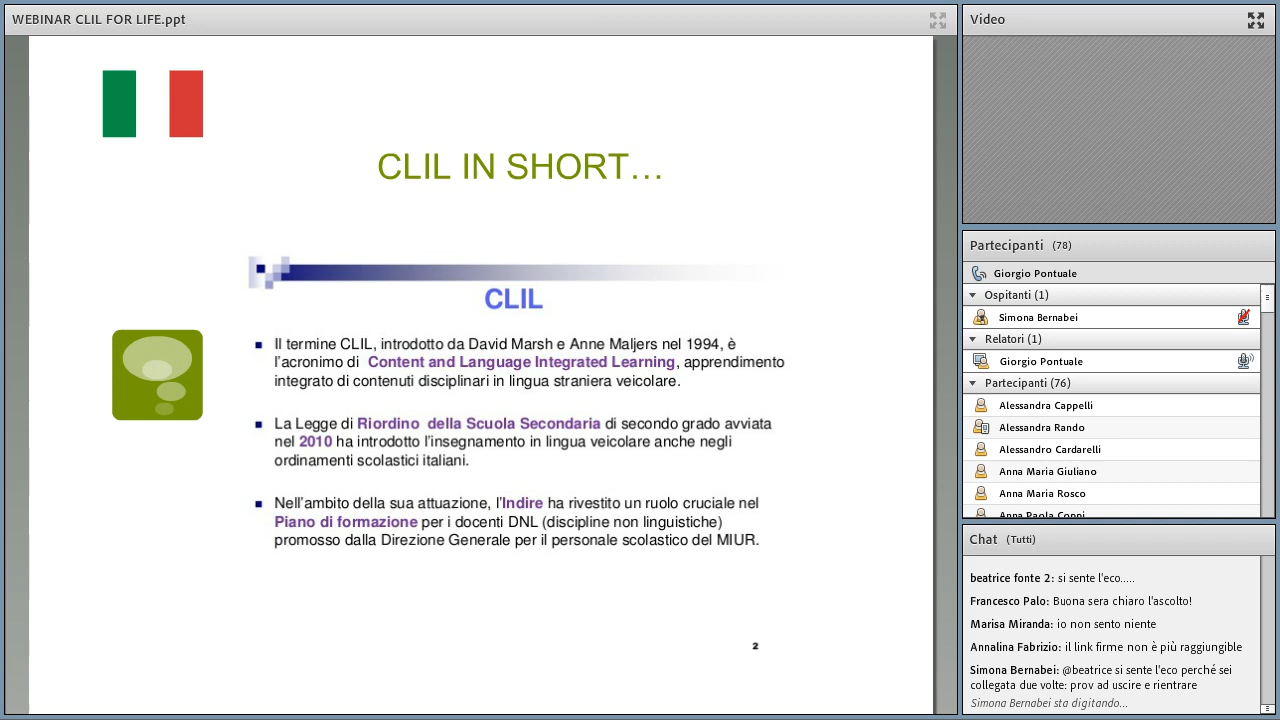 WEBINAR CLIL FOR LIFE.ppt
CLIL IN SHORT…
CLIL
Il termine CLIL, introdotto da David Marsh e Anne Maljers nel 1994, è
l'acronimo di Content and Language Integrated Learning, apprendimento
integrato di contenuti disciplinari in lingua straniera veicolare.
La Legge di Riordino della Scuola Secondaria di secondo grado avviata
nel 2010 ha introdotto l'insegnamento in lingua veicolare anche negli
ordinamenti scolastici italiani.
Nell'ambito della sua attuazione, l'Indire ha rivestito un ruolo cruciale nel
Piano di formazione per i docenti DNL (discipline non linguistiche)
promosso dalla Direzione Generale per il personale scolastico del MIUR.
2
Video
Partecipanti (78)
Giorgio Pontuale
Ospitanti (1)
Simona Bernabei
Relatori (1)
Giorgio Pontuale
Partecipanti (76)
Alessandra Cappelli
Alessandra Rando
Alessandro Cardarelli
Anna Maria Giuliano
Anna Maria Rosco
Anna Paola Coppi
Chat (Tutti)
beatrice fonte 2: si sente l'eco.....
Francesco Palo: Buona sera chiaro l'ascolto!
Marisa Miranda: io non sento niente
Annalina Fabrizio: il link firme non è più raggiungible
Simona Bernabei: @beatrice si sente l'eco perché sei
collegata due volte: prov ad uscire e rientrare
Simona Bernabei sta digitando...